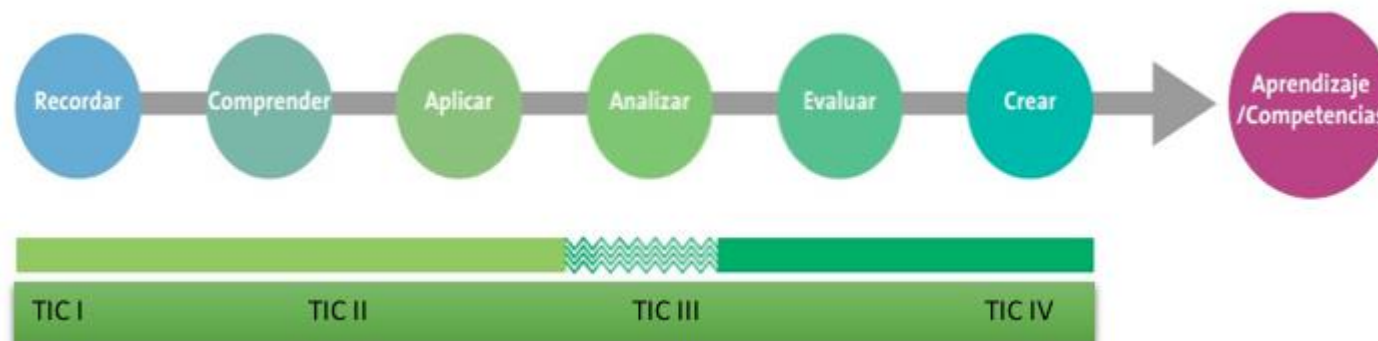 Recordar
Comprender
Aplicar
Analizar
Evaluar
Crear
Aprendizaje
/Competencias
TIC I
TIC II
TIC III
TIC IV